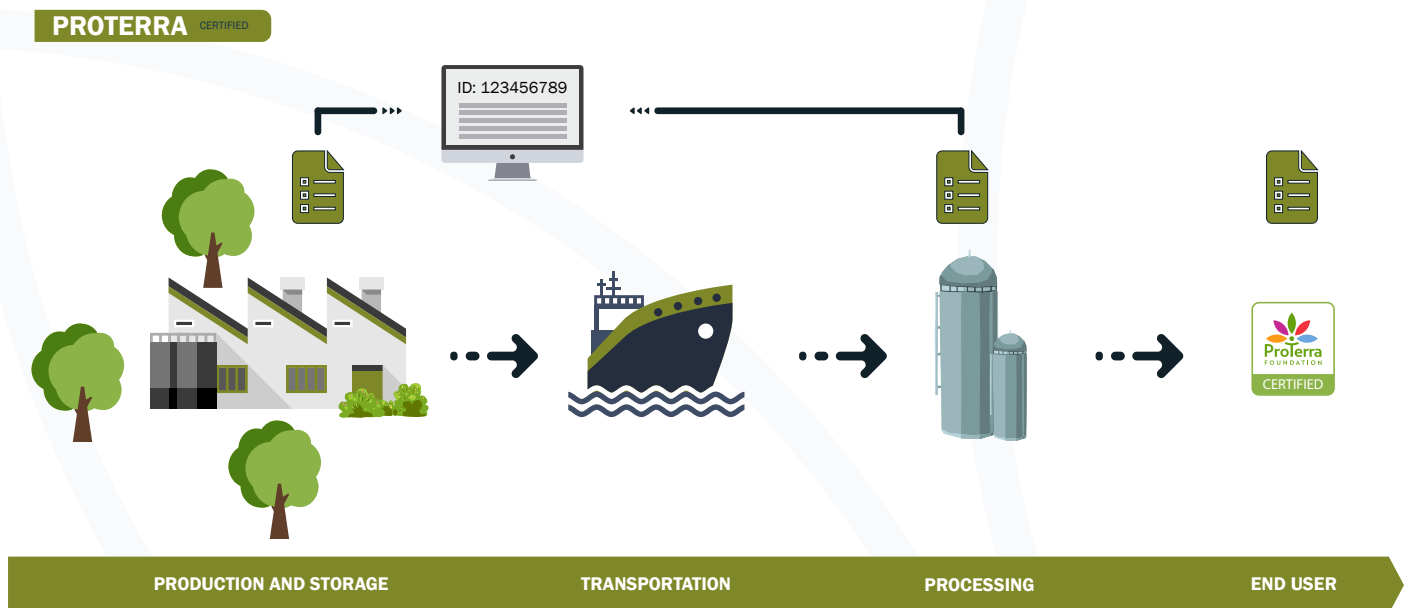 PROTERRA CERTIFIED
ID: 123456789
ProTerra
FOUNDATION
CERTIFIED
PRODUCTION AND STORAGE
TRANSPORTATION
PROCESSING
END USER